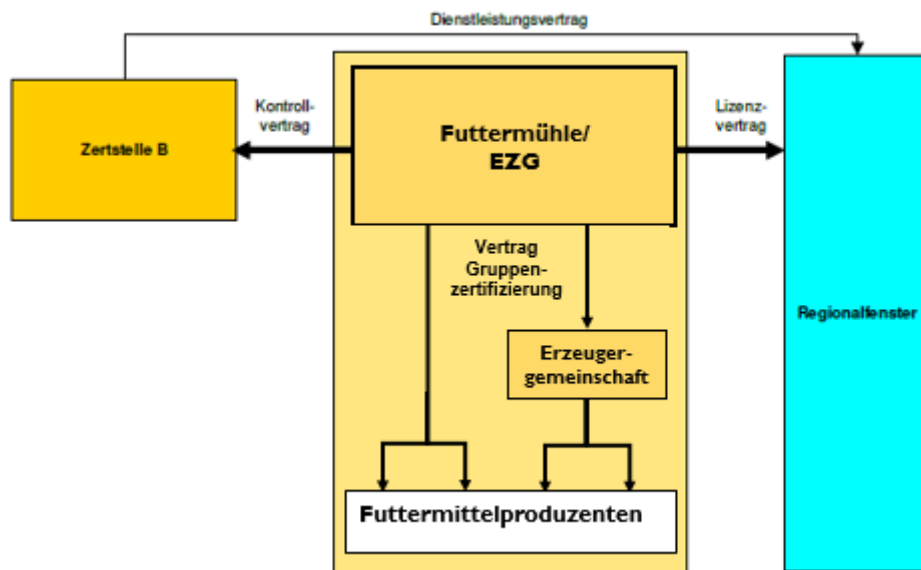 Dienstleistungsvertrag
Kontroll-
vertrag
Lizenz-
vertrag
Zertstelle B
Futtermühle/
EZG
Vertrag
Gruppen-
zertifizierung
Regionalfenster
Erzeuger-
gemeinschaft
Futtermittelproduzenten